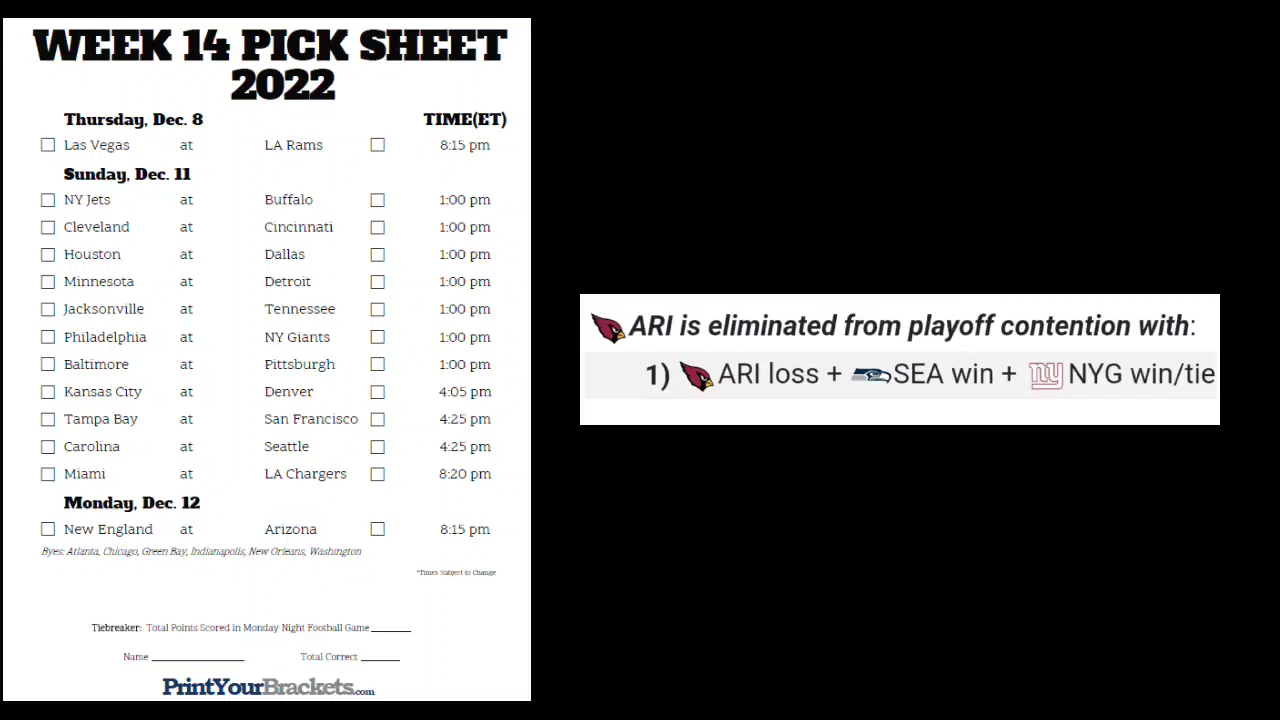 WEEK 14 PICK SHEET
2022
Thursday, Dec. 8 TIME(ET)
Las Vegas at LA Rams 8:15 pm
Sunday, Dec. 11
NY Jets at Buffalo 1:00 pm
Cleveland at Cincinnati 1:00 pm
Houston at Dallas 1:00 pm
Minnesota at Detroit 1:00 pm
Jacksonville at Tennessee 1:00 pm
Philadelphia at NY Giants 1:00 pm
Baltimore at Pittsburgh 1:00 pm
Kansas City at Denver 4:05 pm
Tampa Bay at San Francisco 4:25 pm
Carolina at Seattle 4:25 pm
Miami at LA Chargers 8:20 pm
Monday, Dec. 12
New England at Arizona 8:15 pm
Byes: Atlanta, Chicago, Green Bay, Indianapolis, New Orleans, Washington
*Times Subject to Change
Tiebreaker: Total Points Scored in Monday Night Football Game
Name Total Correct
PrintYourBrackets.com
ARI is eliminated from playoff contention with:
1) ARI loss + SEA win + ny NYG win/tie